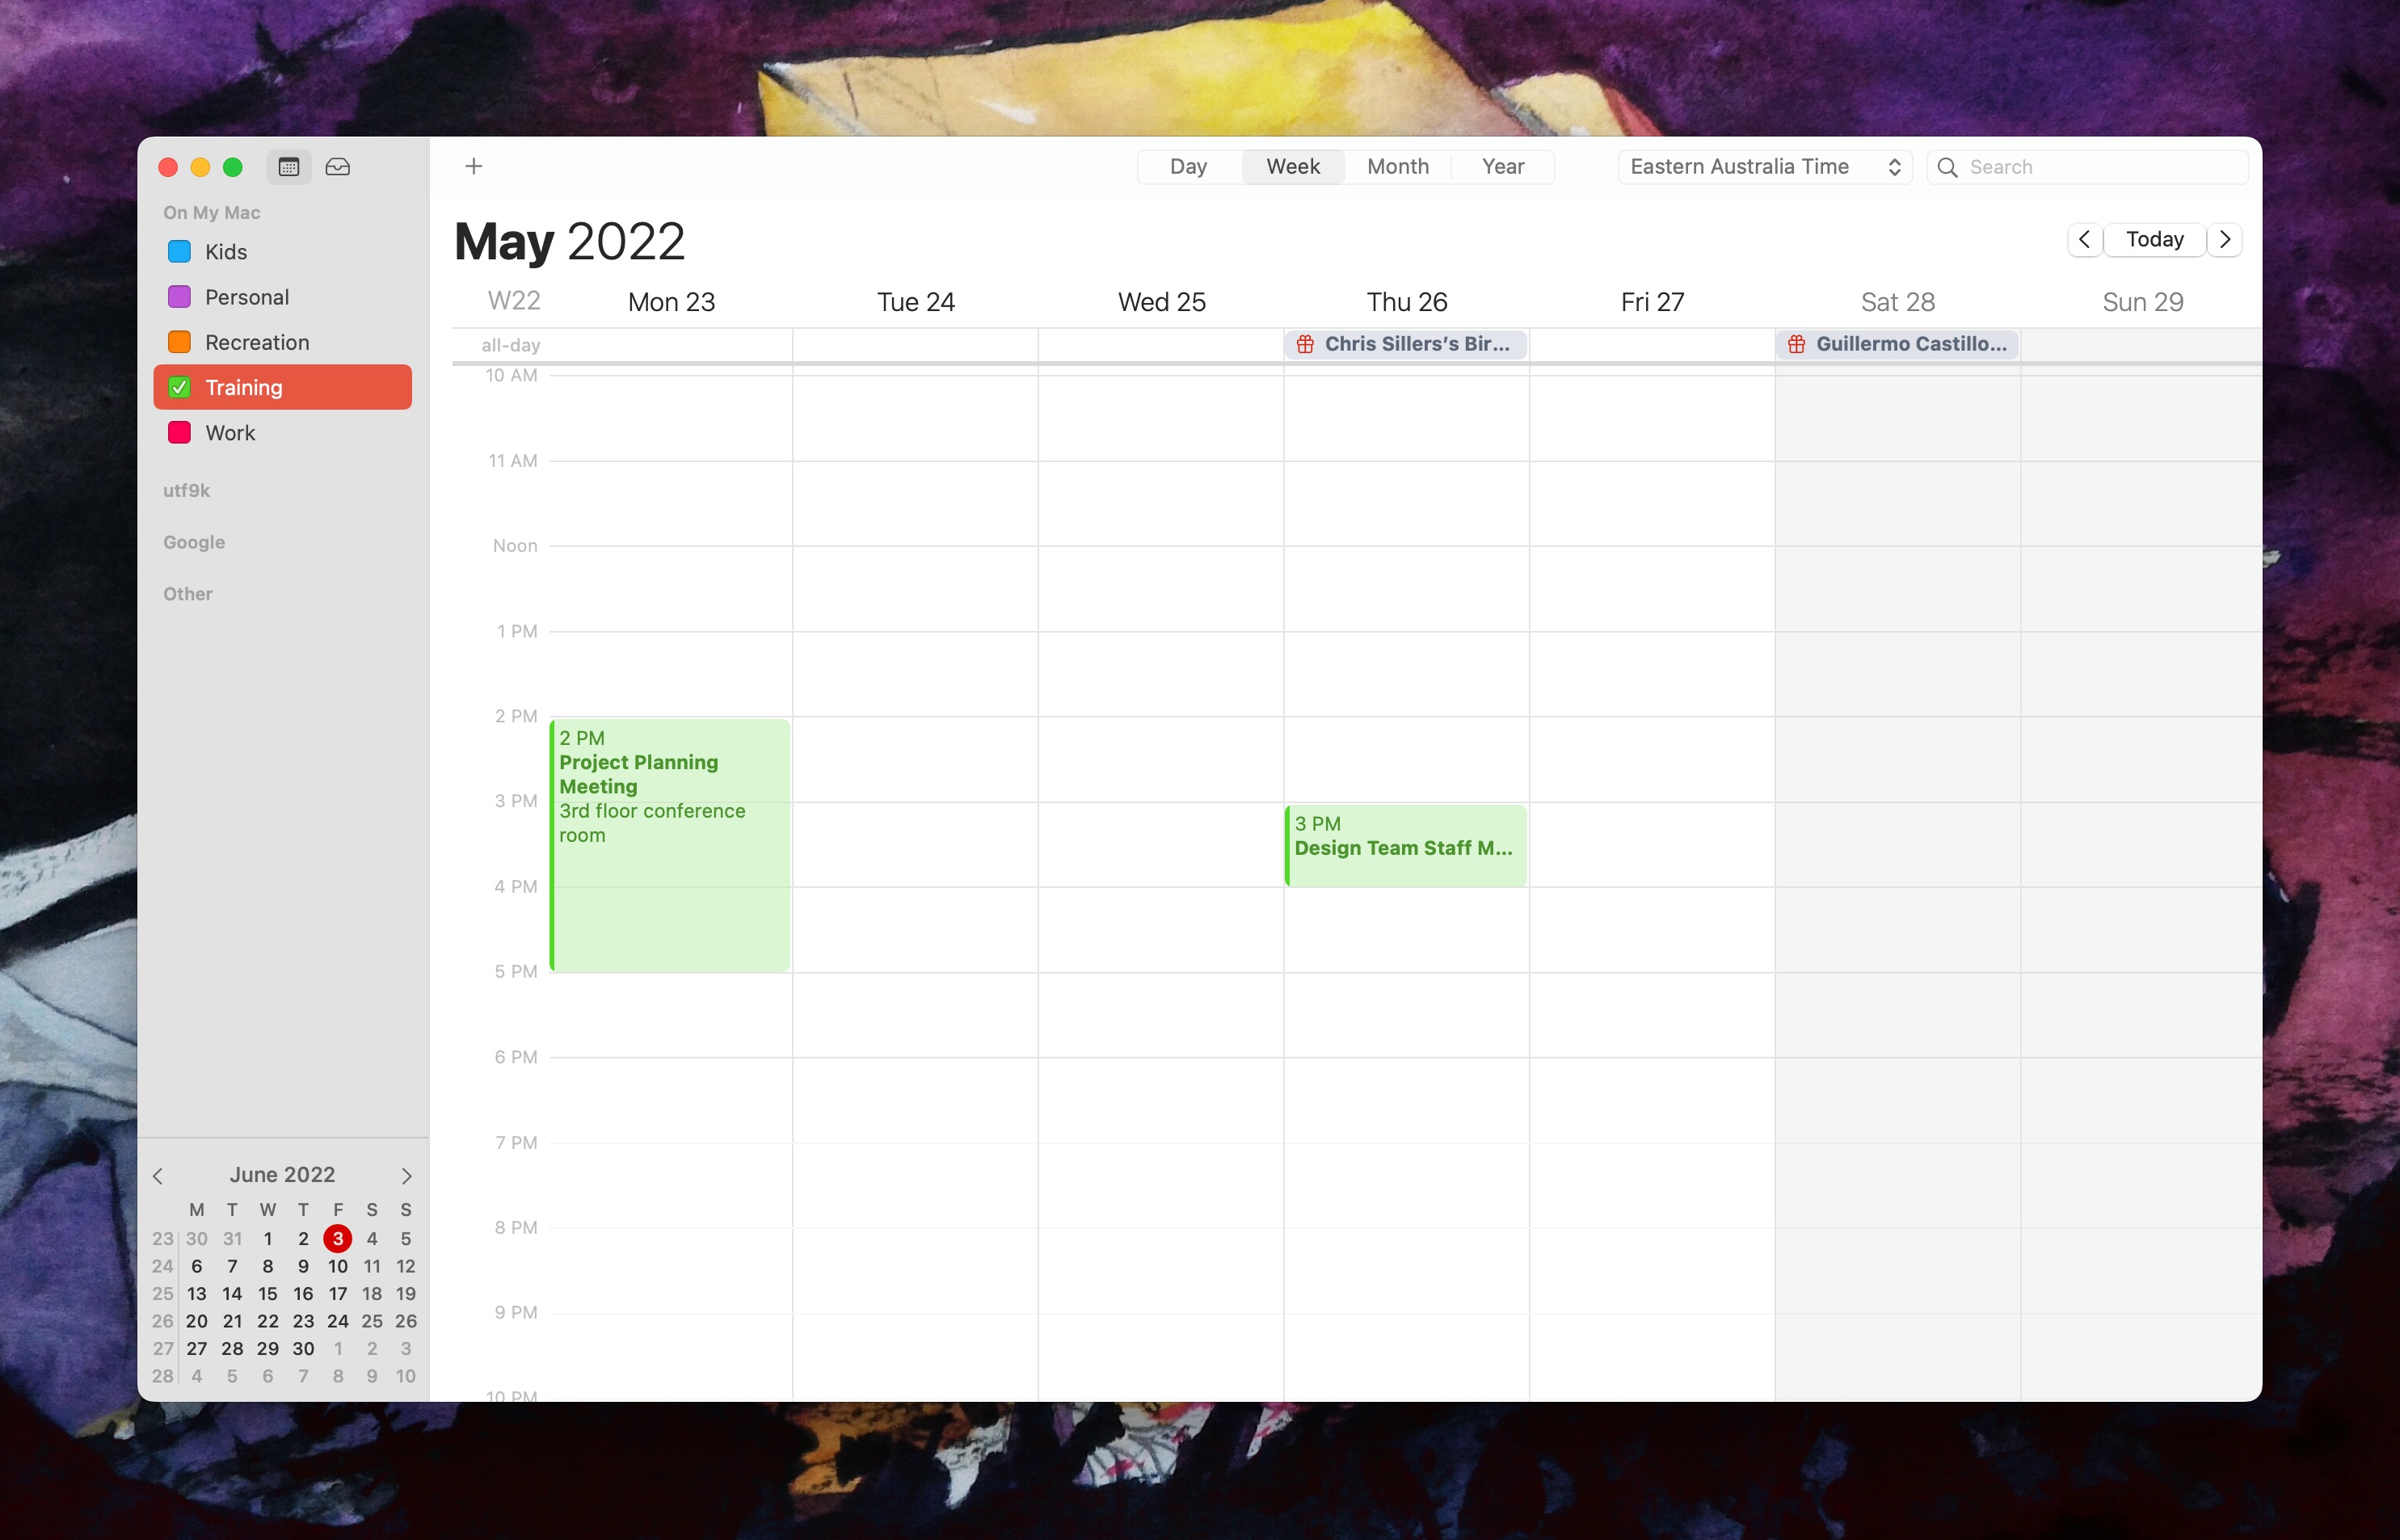 On My Mac
Kids
Personal
Recreation
Training
Work
utf9k
Google
Other
June 2022
M T W T F S S
23 30 31 1 2 3 4 5
24 6 7 8 9 10 11 12
25 13 14 15 16 17 18 19
26 20 21 22 23 24 25 26
27 27 28 29 30 1 2 3
28 4 5 6 7 8 9 10
Day Week Month Year
Eastern Australia Time
Search
May 2022
Today
W22 Mon 23 Tue 24 Wed 25 Thu 26 Fri 27 Sat 28 Sun 29
all-day Chris Sillers’s Bir... Guillermo Castillo...
10 AM
11 AM
Noon
1 PM
2 PM
3 PM
4 PM
5 PM
6 PM
7 PM
8 PM
9 PM
10 PM
2 PM
Project Planning
Meeting
3rd floor conference
room
3 PM
Design Team Staff M...